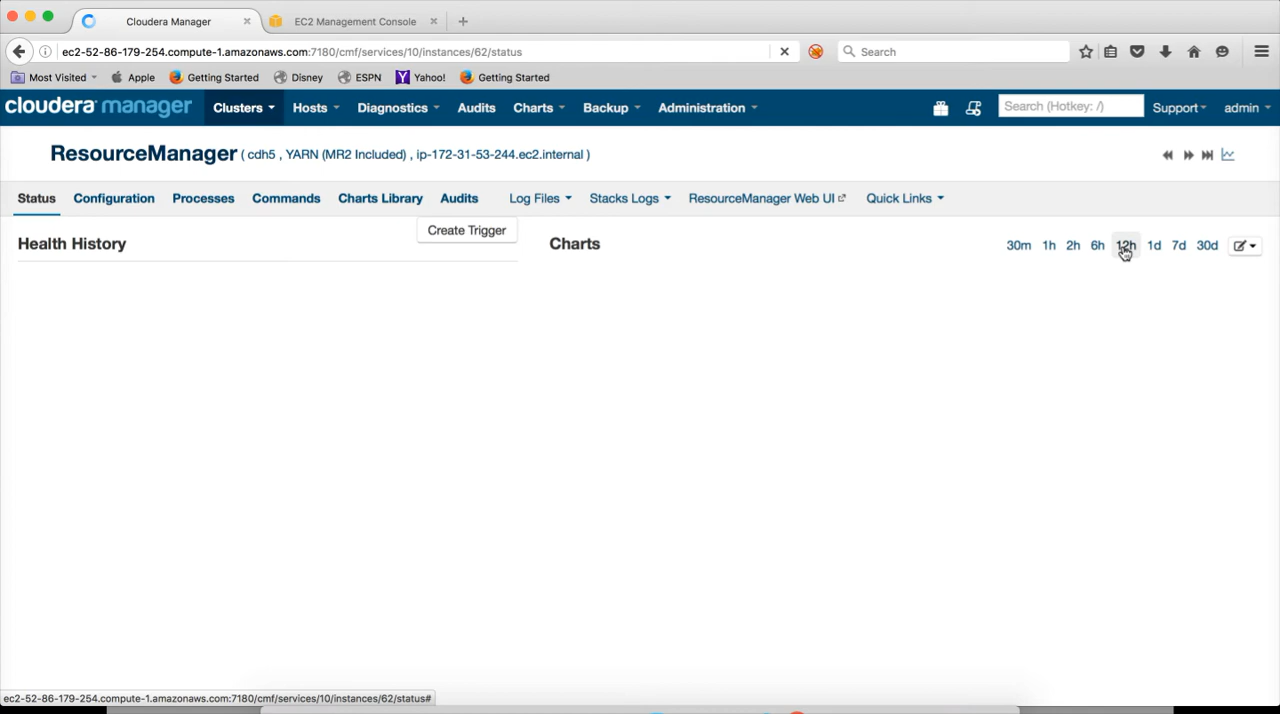 Cloudera Manager
EC2 Management Console
ec2-52-86-179-254.compute-1.amazonaws.com:7180/cmf/services/10/instances/62/status
Search
Most Visited
Apple
Getting Started
Disney
ESPN
Yahoo!
Getting Started
cloudera manager
Clusters
Hosts
Diagnostics
Audits
Charts
Backup
Administration
Search (Hotkey: /)
Support
admin
ResourceManager ( cdh5 , YARN (MR2 Included) , ip-172-31-53-244.ec2.internal )
Status
Configuration
Processes
Commands
Charts Library
Audits
Log Files
Stacks Logs
ResourceManager Web UI
Quick Links
Create Trigger
Health History
Charts
30m 1h 2h 6h 12h 1d 7d 30d
ec2-52-86-179-254.compute-1.amazonaws.com:7180/cmf/services/10/instances/62/status#